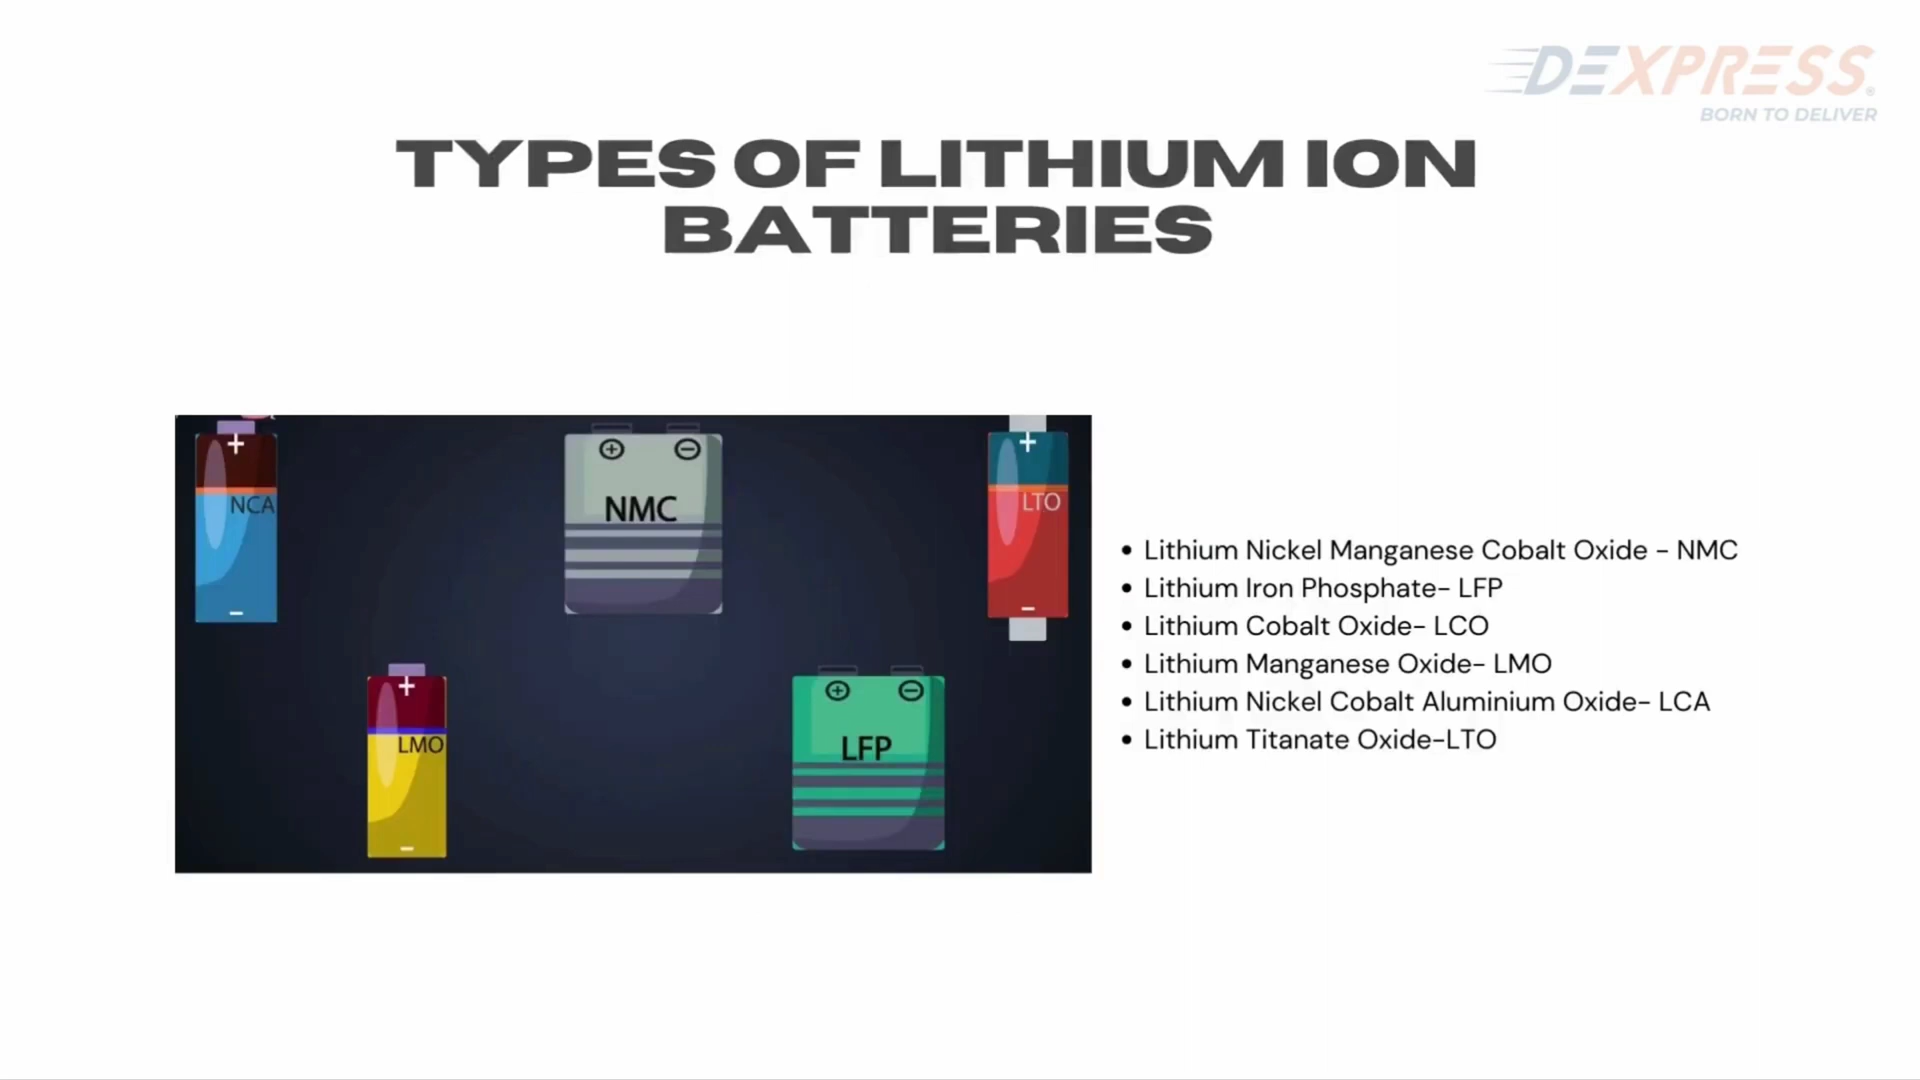 DEXPRESS®
BORN TO DELIVER
TYPES OF LITHIUM ION
BATTERIES
+
NCA
-
+ -
NMC
+
LTO
-
+
LMO
-
+ -
LFP
• Lithium Nickel Manganese Cobalt Oxide - NMC
• Lithium Iron Phosphate- LFP
• Lithium Cobalt Oxide- LCO
• Lithium Manganese Oxide- LMO
• Lithium Nickel Cobalt Aluminium Oxide- LCA
• Lithium Titanate Oxide-LTO